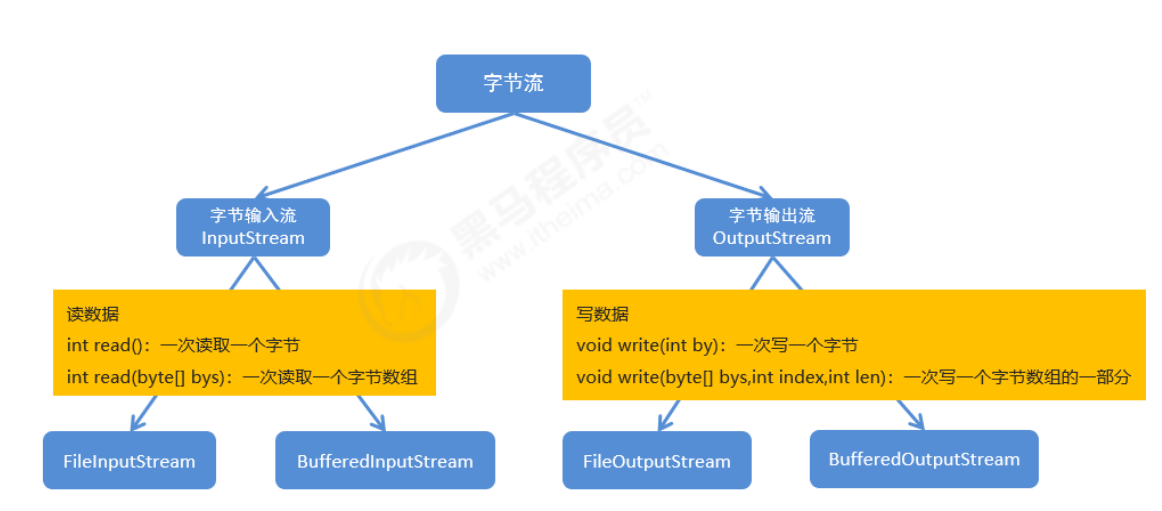 字节流
字节输入流
InputStream
字节输出流
OutputStream
读数据
int read()：一次读取一个字节
int read(byte[] bys)：一次读取一个字节数组
写数据
void write(int by)：一次写一个字节
void write(byte[] bys,int index,int len)：一次写一个字节数组的一部分
FileInputStream
BufferedInputStream
FileOutputStream
BufferedOutputStream
黑马程序员™
www.itheima.com